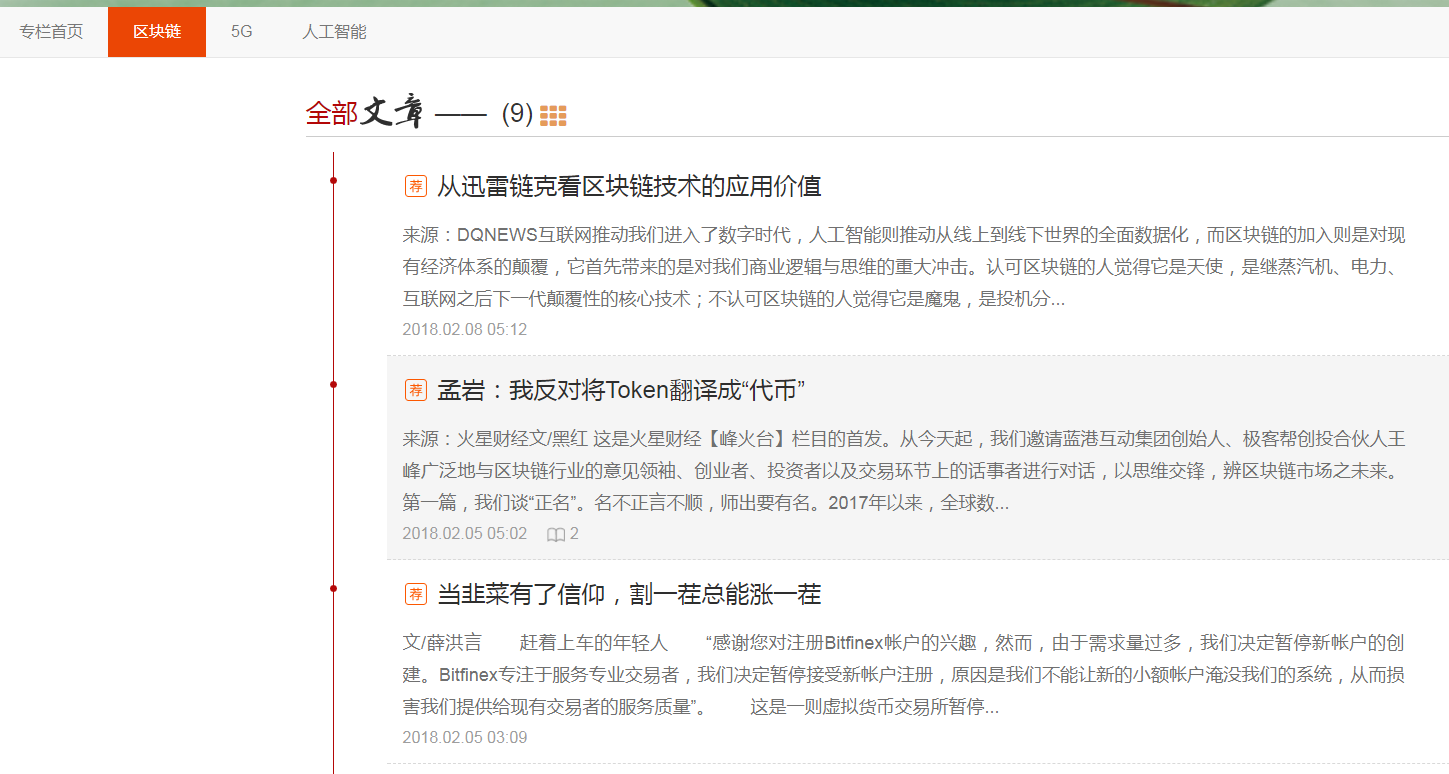 专栏首页 区块链 5G 人工智能
全部文章 —— (9)
荐 从迅雷链克看区块链技术的应用价值
来源：DQNEWS互联网推动我们进入了数字时代，人工智能则推动从线上到线下世界的全面数据化，而区块链的加入则是对现
有经济体系的颠覆，它首先带来的是对我们商业逻辑与思维的重大冲击。认可区块链的人觉得它是天使，是继蒸汽机、电力、
互联网之后下一代颠覆性的核心技术；不认可区块链的人觉得它是魔鬼，是投机分...
2018.02.08 05:12
荐 孟岩：我反对将Token翻译成“代币”
来源：火星财经文/黑红 这是火星财经【峰火台】栏目的首发。从今天起，我们邀请蓝港互动集团创始人、极客帮创投合伙人王
峰广泛地与区块链行业的意见领袖、创业者、投资者以及交易环节上的话事者进行对话，以思维交锋，辨区块链市场之未来。
第一篇，我们谈“正名”。名不正言不顺，师出要有名。2017年以来，全球数...
2018.02.05 05:02 2
荐 当韭菜有了信仰，割一茬总能涨一茬
文/薛洪言 赶着上车的年轻人 “感谢您对注册Bitfinex帐户的兴趣，然而，由于需求量过多，我们决定暂停新帐户的创
建。Bitfinex专注于服务专业交易者，我们决定暂停接受新帐户注册，原因是我们不能让新的小额帐户淹没我们的系统，从而损
害我们提供给现有交易者的服务质量”。 这是一则虚拟货币交易所暂停...
2018.02.05 03:09